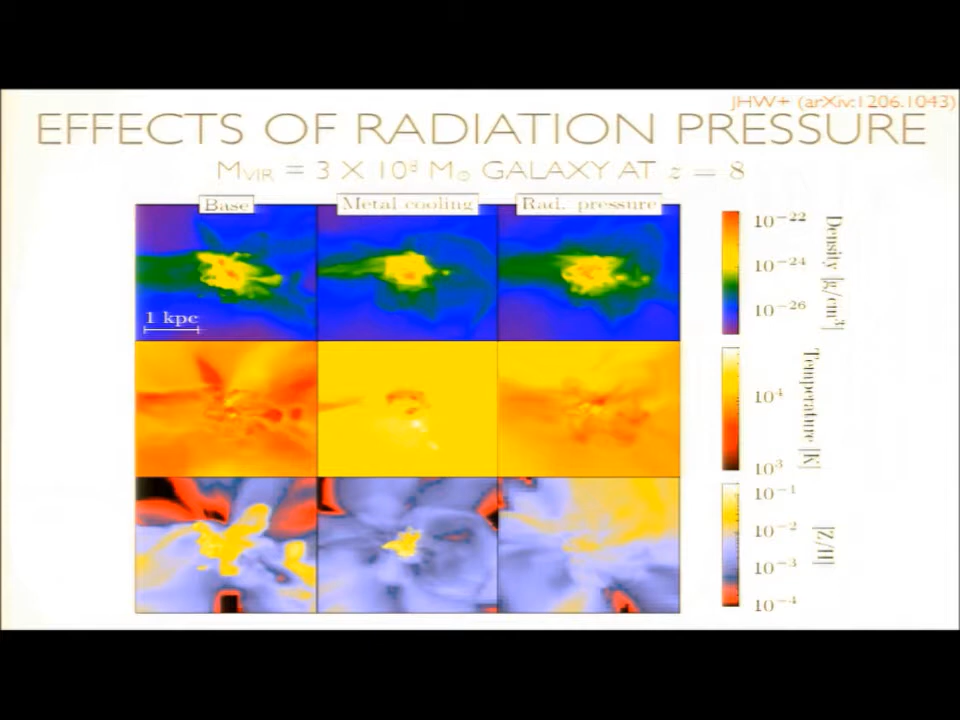 JHW+ (arXiv:1206.1043)
EFFECTS OF RADIATION PRESSURE
M_VIR = 3 X 10⁸ M⊙ GALAXY AT z = 8
Base Metal cooling Rad. pressure
1 kpc
10⁻²²
10⁻²⁴
10⁻²⁶
Density [g/cm³]
10⁴
10³
Temperature [K]
10⁻¹
10⁻²
10⁻³
10⁻⁴
[Z/H]